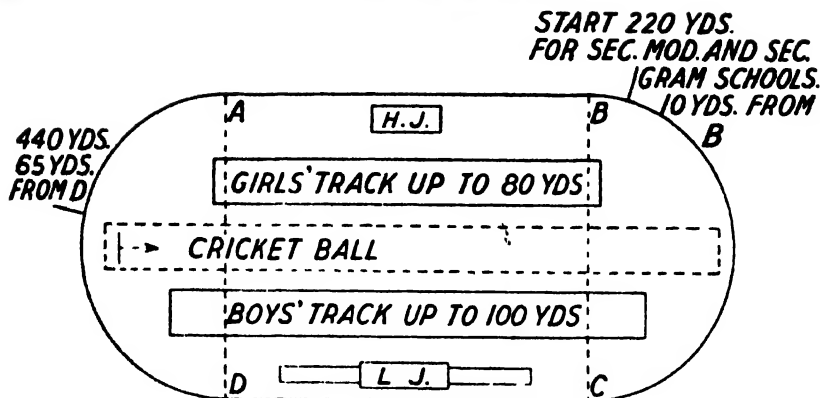 START 220 YDS.
FOR SEC. MOD. AND SEC.
GRAM SCHOOLS.
10 YDS. FROM
B
A
H.J.
B
440 YDS.
65 YDS.
FROM D
GIRLS' TRACK UP TO 80 YDS
CRICKET BALL
BOYS' TRACK UP TO 100 YDS
D
L J.
C